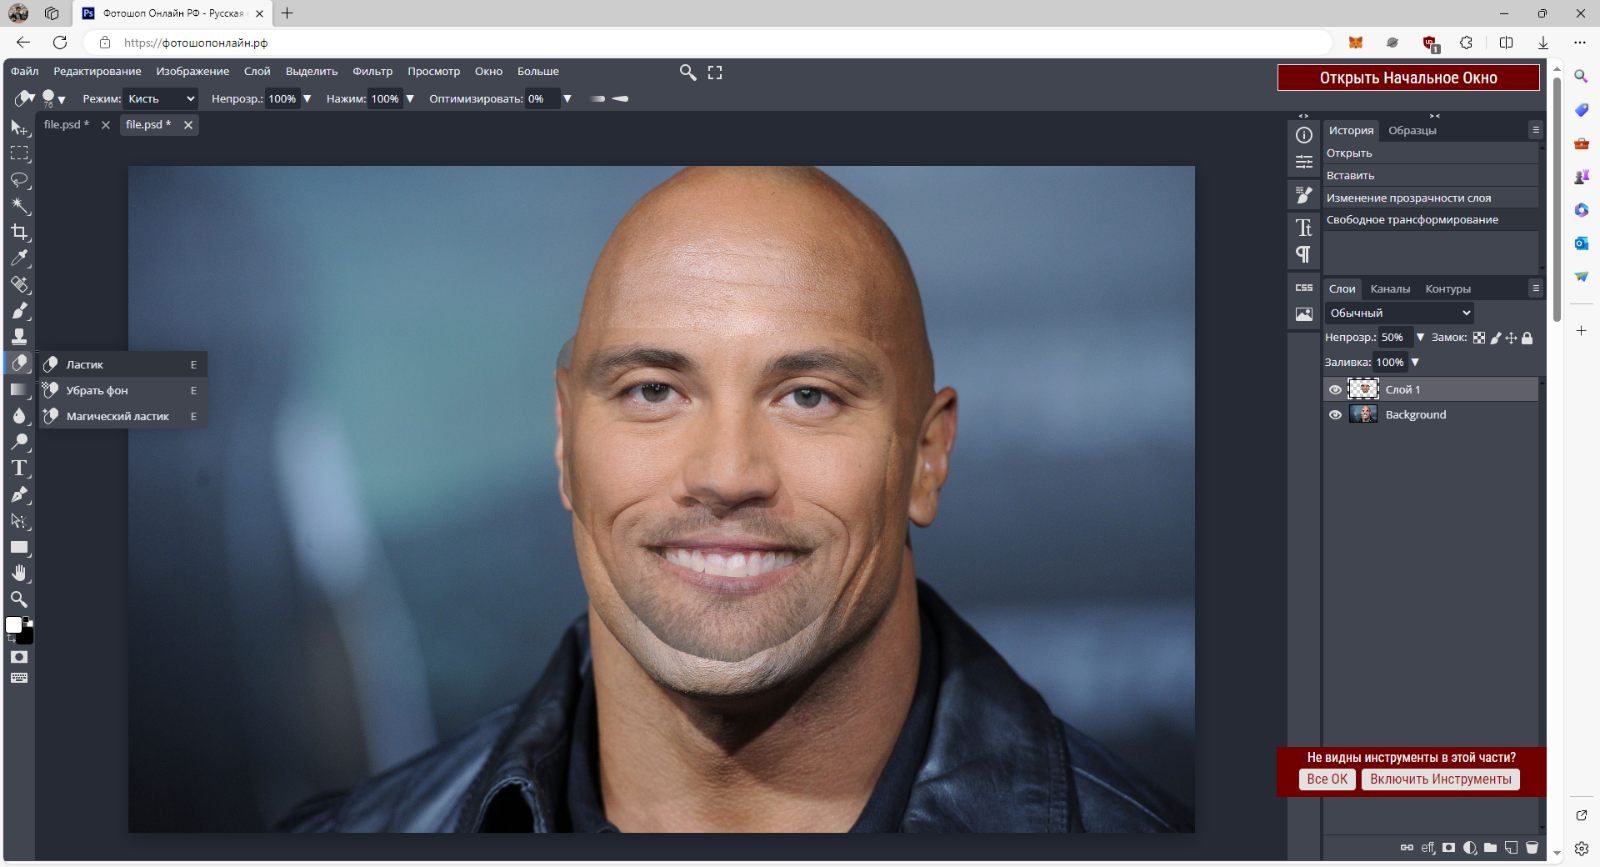 Фотошоп Онлайн РФ - Русская
https://фотошопонлайн.рф
1
Файл Редактирование Изображение Слой Выделить Фильтр Просмотр Окно Больше
Открыть Начальное Окно
76 Режим: Кисть Непрозр.: 100% Нажим: 100% Оптимизировать: 0%
file.psd * file.psd *
История Образцы
Открыть
Вставить
Изменение прозрачности слоя
Свободное трансформирование
CSS
Слои Каналы Контуры
Обычный
Непрозр.: 50% Замок:
Заливка: 100%
Слой 1
Background
Ластик E
Убрать фон E
Магический ластик E
Не видны инструменты в этой части?
Все ОК Включить Инструменты
eff